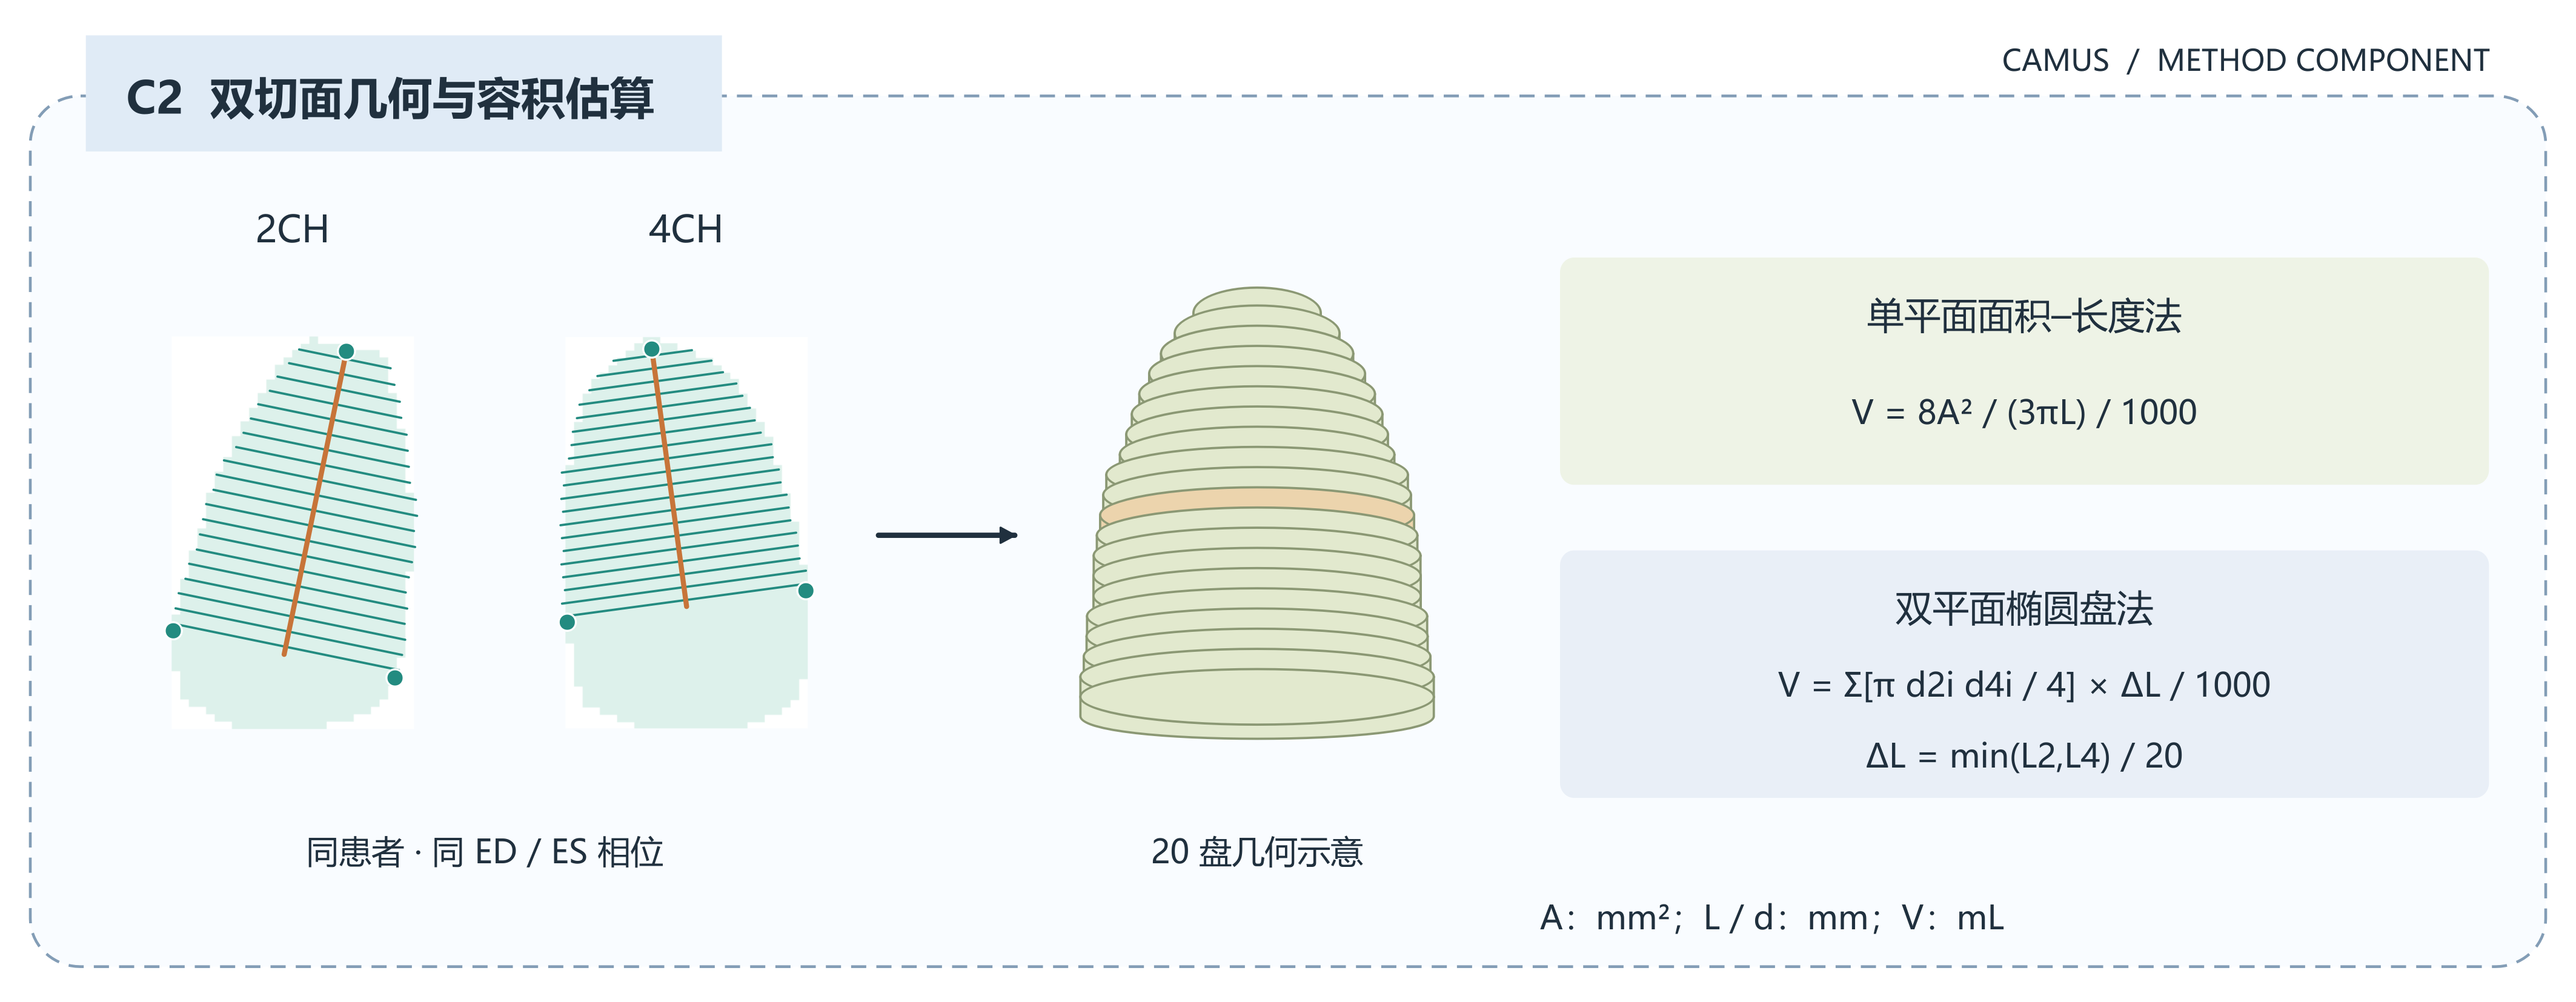 CAMUS / METHOD COMPONENT
C2 双切面几何与容积估算
2CH
4CH
单平面面积–长度法
V = 8A² / (3πL) / 1000
双平面椭圆盘法
V = Σ[π d2i d4i / 4] × ΔL / 1000
ΔL = min(L2,L4) / 20
同患者 · 同 ED / ES 相位
20 盘几何示意
A：mm²；L / d：mm；V：mL